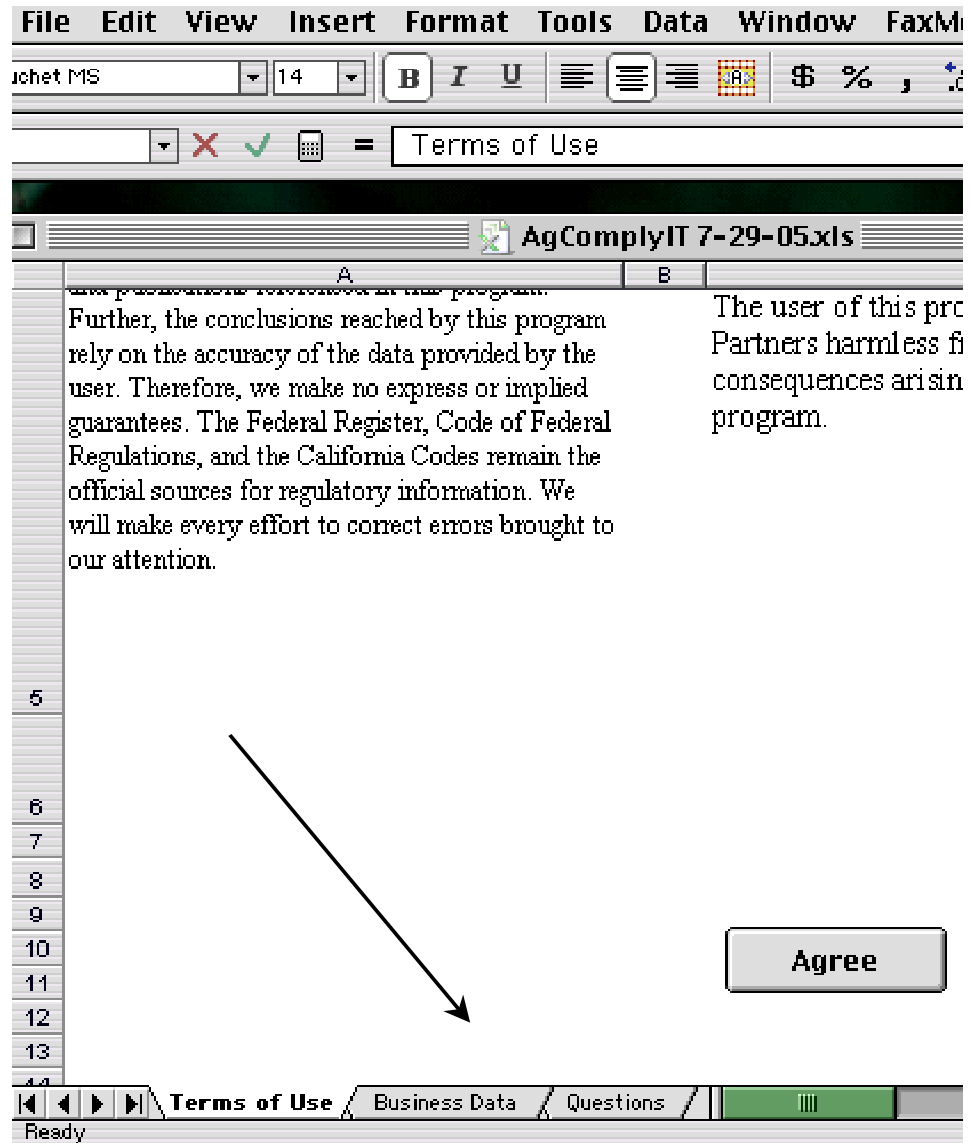 File Edit View Insert Format Tools Data Window
MS 14 B I U $ % ,
= Terms of Use
AgComplyIT 7-29-05.xls
A B
Further, the conclusions reached by this program
rely on the accuracy of the data provided by the
user. Therefore, we make no express or implied
guarantees. The Federal Register, Code of Federal
Regulations, and the California Codes remain the
official sources for regulatory information. We
will make every effort to correct errors brought to
our attention.
The user of this
Partners harmless
consequences
program.
5
6
7
8
9
10
11
12
13
Agree
Terms of Use Business Data Questions
Ready